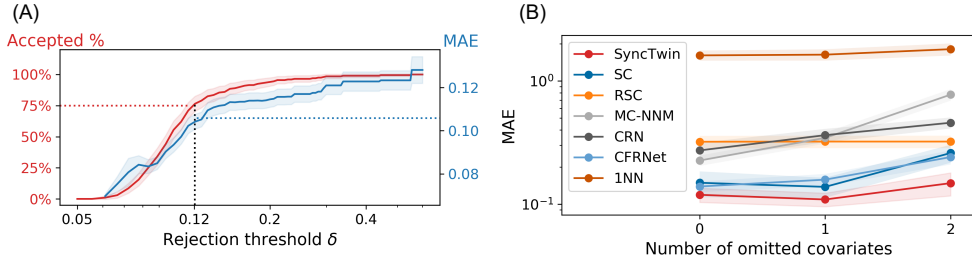 (A)
Accepted %
MAE
100%
75%
50%
25%
0%
0.12
0.10
0.08
0.05
0.12
0.2
0.4
Rejection threshold δ
(B)
SyncTwin
SC
RSC
MC-NNM
CRN
CFRNet
1NN
MAE
10⁰
10⁻¹
0
1
2
Number of omitted covariates